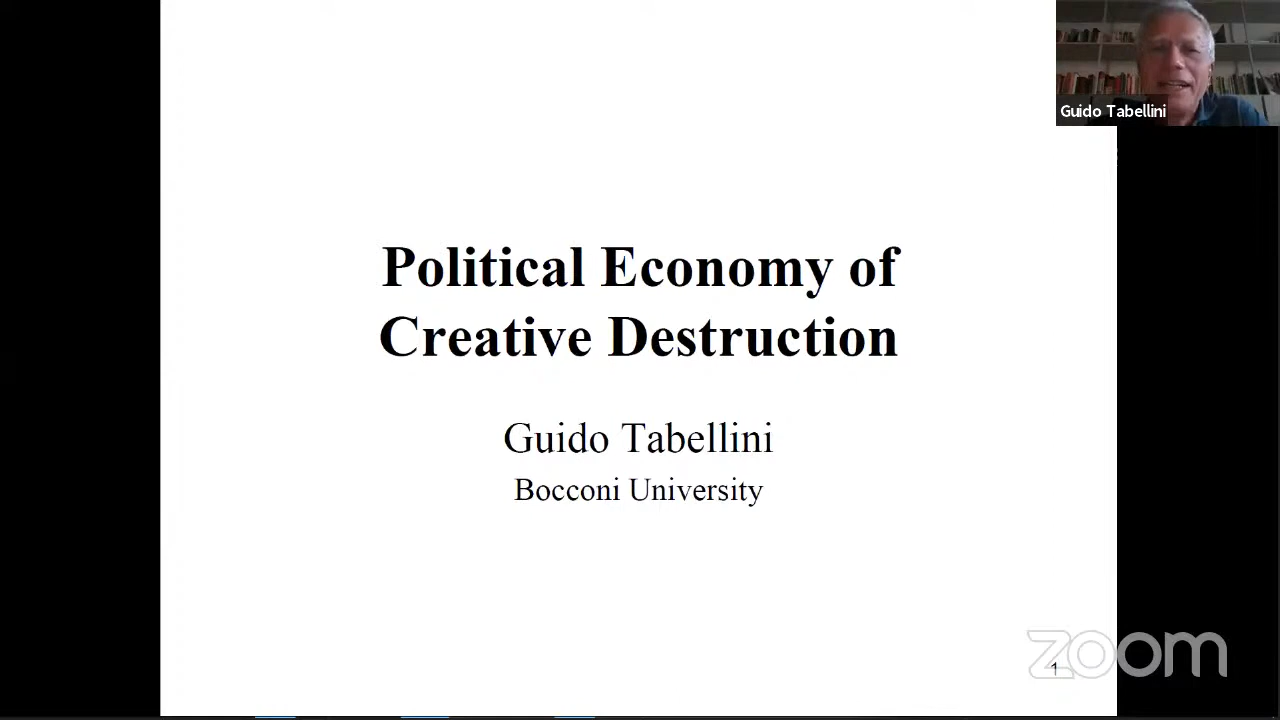 Guido Tabellini
Political Economy of
Creative Destruction
Guido Tabellini
Bocconi University
zoom
1